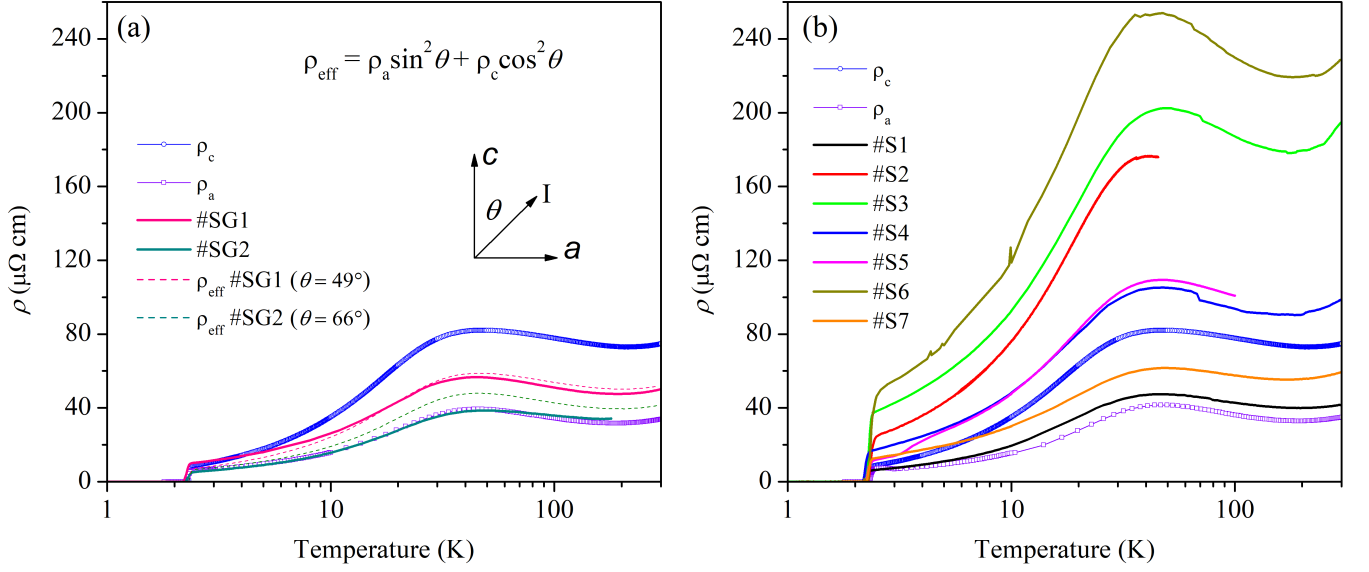 (a)
ρeff = ρa sin²θ + ρc cos²θ
ρc
ρa
#SG1
#SG2
ρeff #SG1 (θ = 49°)
ρeff #SG2 (θ = 66°)
c
θ
I
a
240
200
160
120
80
40
0
ρ (μΩ cm)
1
10
100
Temperature (K)
(b)
ρc
ρa
#S1
#S2
#S3
#S4
#S5
#S6
#S7
240
200
160
120
80
40
0
ρ (μΩ cm)
1
10
100
Temperature (K)